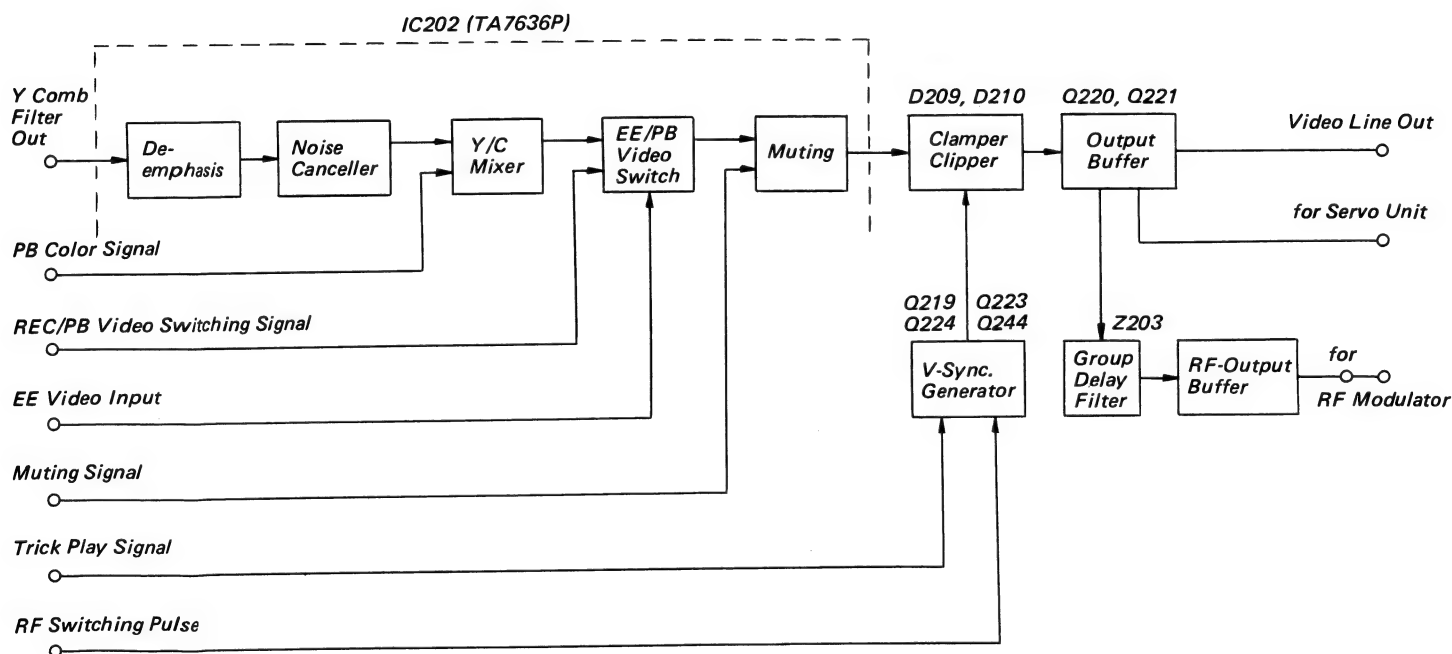 IC202 (TA7636P)
Y Comb
Filter
Out
De-
emphasis
Noise
Canceller
Y/C
Mixer
EE/PB
Video
Switch
Muting
D209, D210
Clamper
Clipper
Q220, Q221
Output
Buffer
Video Line Out
for Servo Unit
PB Color Signal
REC/PB Video Switching Signal
EE Video Input
Muting Signal
Trick Play Signal
RF Switching Pulse
Q219
Q224
Q223
Q244
V-Sync.
Generator
Z203
Group
Delay
Filter
RF-Output
Buffer
for
RF Modulator